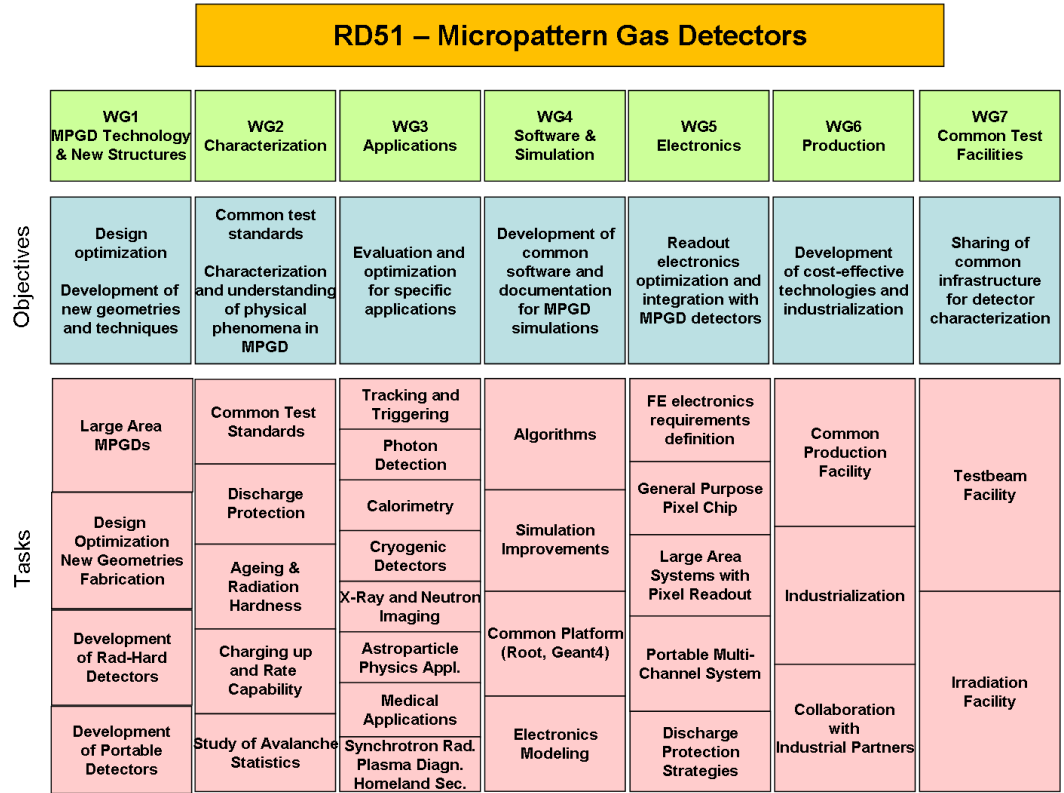 RD51 – Micropattern Gas Detectors
WG1
MPGD Technology
& New Structures
WG2
Characterization
WG3
Applications
WG4
Software &
Simulation
WG5
Electronics
WG6
Production
WG7
Common Test
Facilities
Objectives
Design
optimization
Development of
new geometries
and techniques
Common test
standards
Characterization
and understanding
of physical
phenomena in
MPGD
Evaluation and
optimization
for specific
applications
Development of
common
software and
documentation
for MPGD
simulations
Readout
electronics
optimization and
integration with
MPGD detectors
Development
of cost-effective
technologies and
industrialization
Sharing of
common
infrastructure
for detector
characterization
Tasks
Large Area
MPGDs
Design
Optimization
New Geometries
Fabrication
Development
of Rad-Hard
Detectors
Development
of Portable
Detectors
Common Test
Standards
Discharge
Protection
Ageing &
Radiation
Hardness
Charging up
and Rate
Capability
Study of Avalanche
Statistics
Tracking and
Triggering
Photon
Detection
Calorimetry
Cryogenic
Detectors
X-Ray and Neutron
Imaging
Astroparticle
Physics Appl.
Medical
Applications
Synchrotron Rad.
Plasma Diagn.
Homeland Sec.
Algorithms
Simulation
Improvements
Common Platform
(Root, Geant4)
Electronics
Modeling
FE electronics
requirements
definition
General Purpose
Pixel Chip
Large Area
Systems with
Pixel Readout
Portable Multi-
Channel System
Discharge
Protection
Strategies
Common
Production
Facility
Industrialization
Collaboration
with
Industrial Partners
Testbeam
Facility
Irradiation
Facility